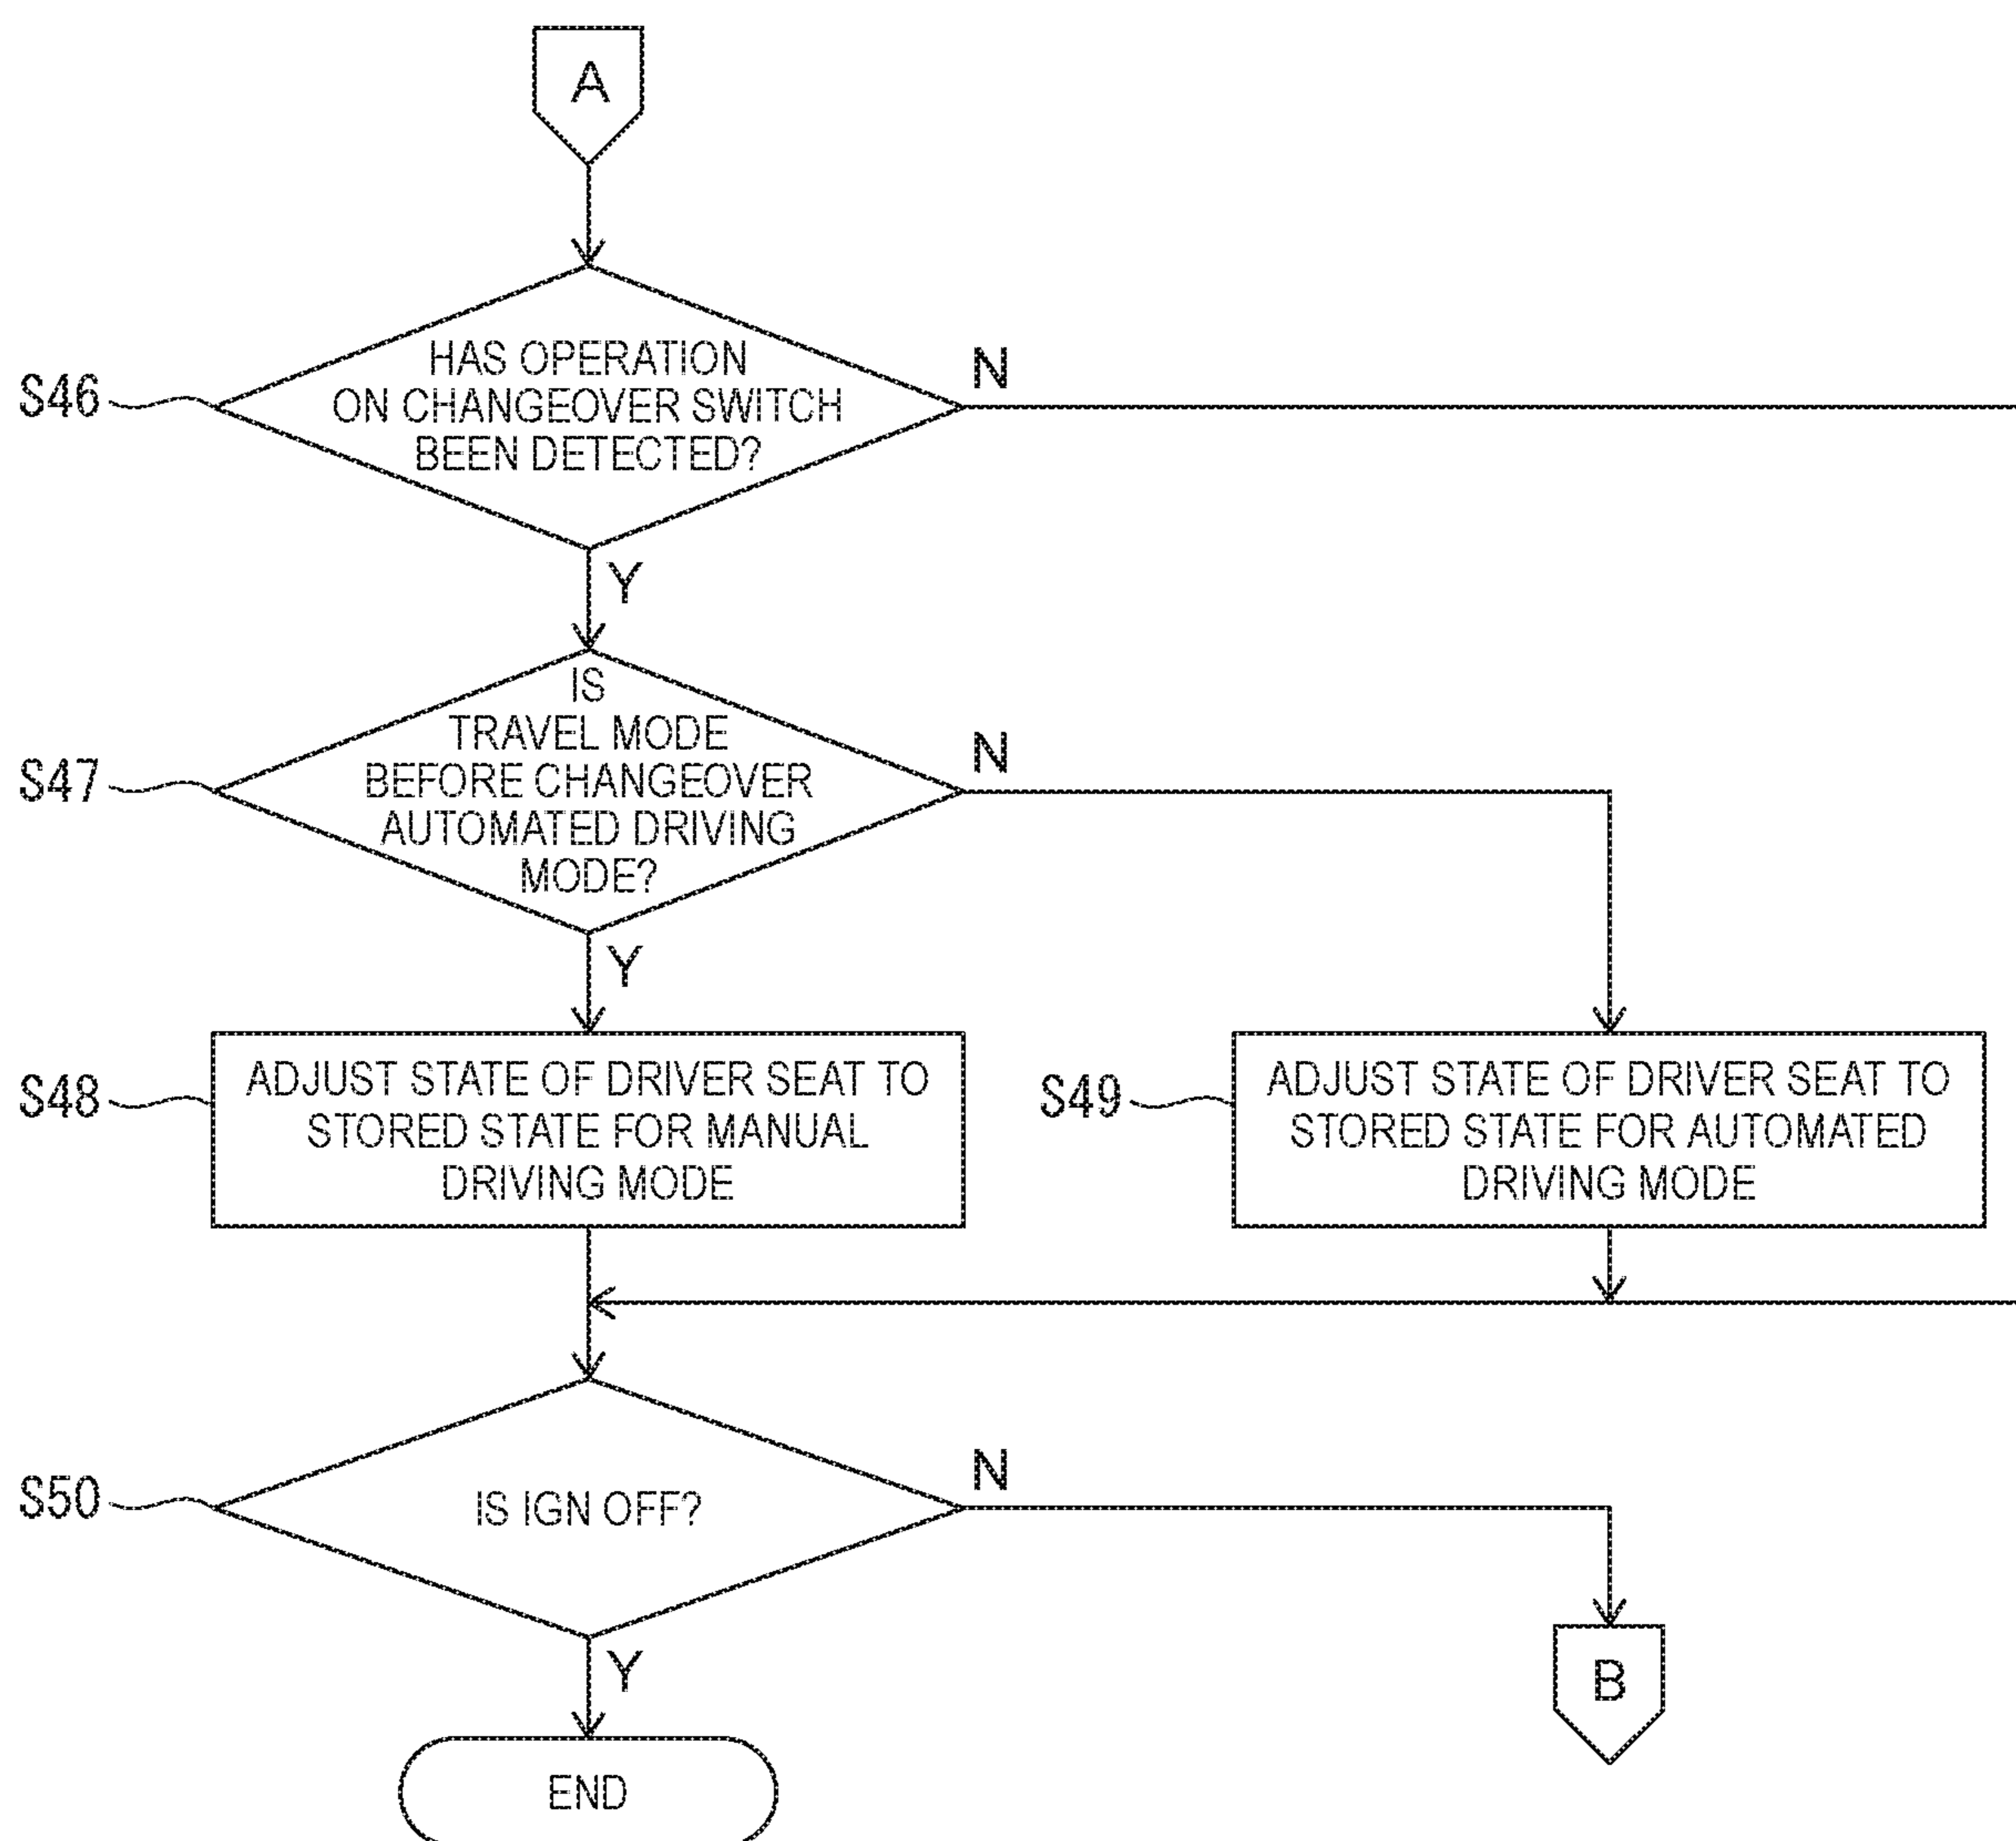 A
S46
HAS OPERATION
ON CHANGEOVER SWITCH
BEEN DETECTED?
N
Y
S47
IS
TRAVEL MODE
BEFORE CHANGEOVER
AUTOMATED DRIVING
MODE?
N
Y
S48
ADJUST STATE OF DRIVER SEAT TO
STORED STATE FOR MANUAL
DRIVING MODE
S49
ADJUST STATE OF DRIVER SEAT TO
STORED STATE FOR AUTOMATED
DRIVING MODE
S50
IS IGN OFF?
N
Y
B
END